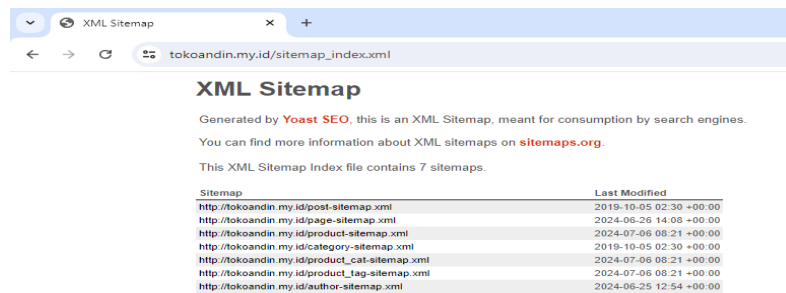 XML Sitemap
tokoandin.my.id/sitemap_index.xml
XML Sitemap
Generated by Yoast SEO, this is an XML Sitemap, meant for consumption by search engines.
You can find more information about XML sitemaps on sitemaps.org.
This XML Sitemap Index file contains 7 sitemaps.
Sitemap Last Modified
http://tokoandin.my.id/post-sitemap.xml 2019-10-05 02:30 +00:00
http://tokoandin.my.id/page-sitemap.xml 2024-06-26 14:08 +00:00
http://tokoandin.my.id/product-sitemap.xml 2024-07-06 08:21 +00:00
http://tokoandin.my.id/category-sitemap.xml 2019-10-05 02:30 +00:00
http://tokoandin.my.id/product_cat-sitemap.xml 2024-07-06 08:21 +00:00
http://tokoandin.my.id/product_tag-sitemap.xml 2024-07-06 08:21 +00:00
http://tokoandin.my.id/author-sitemap.xml 2024-06-25 12:54 +00:00